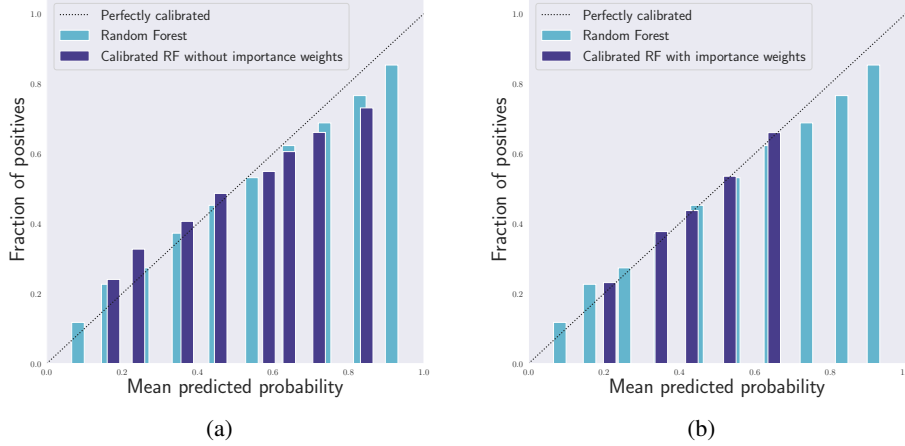 Perfectly calibrated
Random Forest
Calibrated RF without importance weights
1.0
0.8
0.6
0.4
0.2
0.0
Fraction of positives
0.0
0.2
0.4
0.6
0.8
1.0
Mean predicted probability
(a)
Perfectly calibrated
Random Forest
Calibrated RF with importance weights
1.0
0.8
0.6
0.4
0.2
0.0
Fraction of positives
0.0
0.2
0.4
0.6
0.8
1.0
Mean predicted probability
(b)